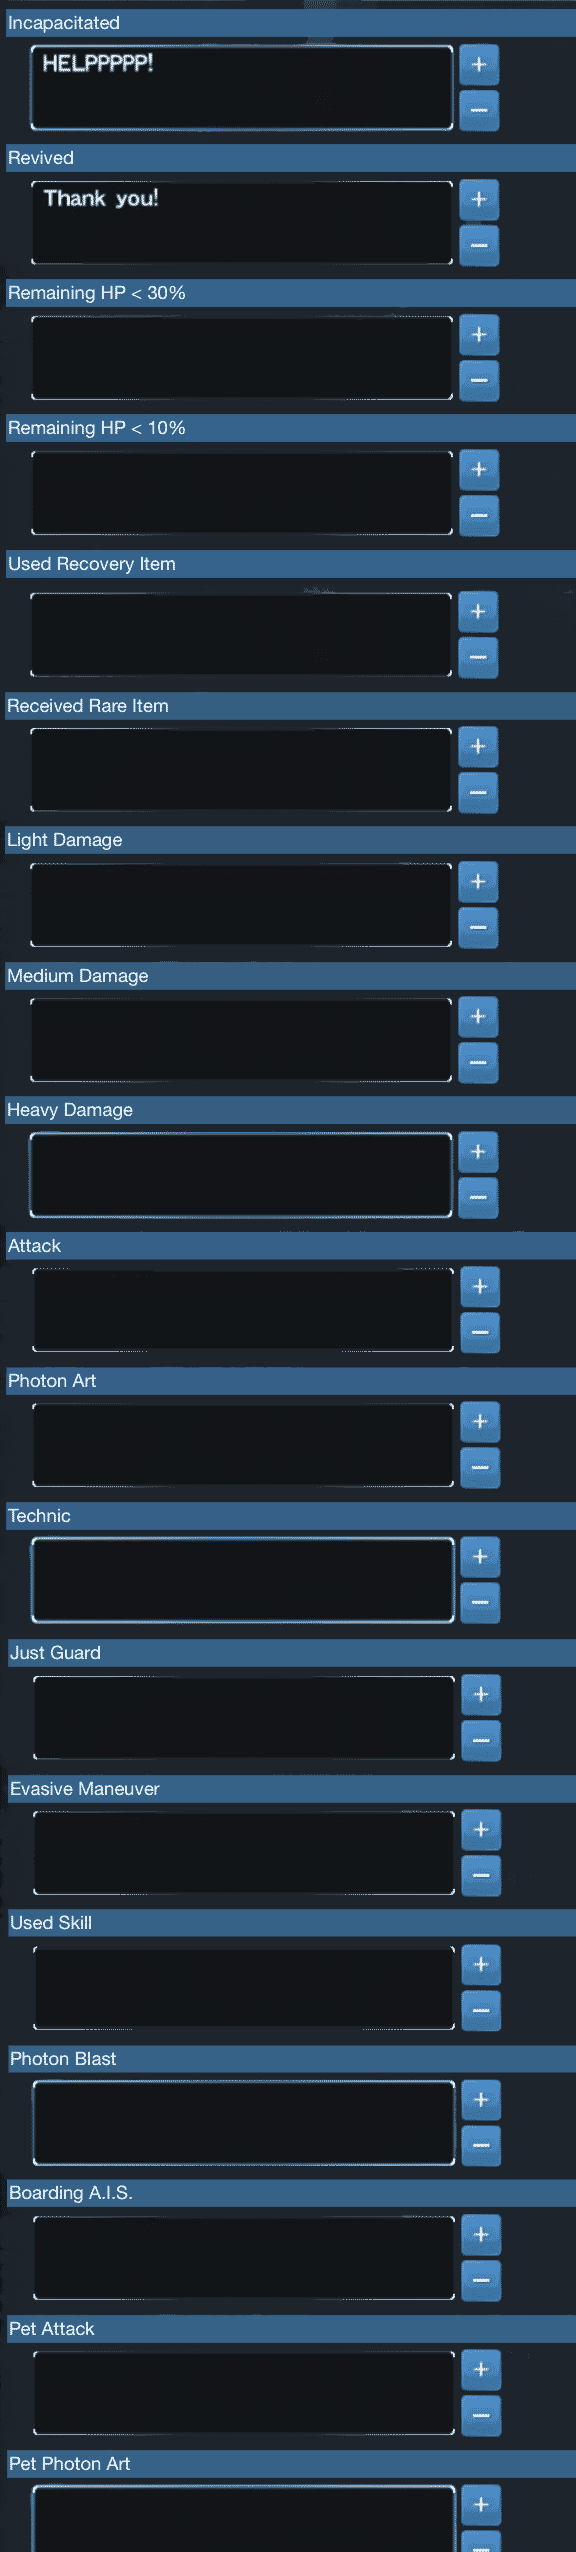 Incapacitated
HELPPPPP!
Revived
Thank you!
Remaining HP < 30%
Remaining HP < 10%
Used Recovery Item
Received Rare Item
Light Damage
Medium Damage
Heavy Damage
Attack
Photon Art
Technic
Just Guard
Evasive Maneuver
Used Skill
Photon Blast
Boarding A.I.S.
Pet Attack
Pet Photon Art